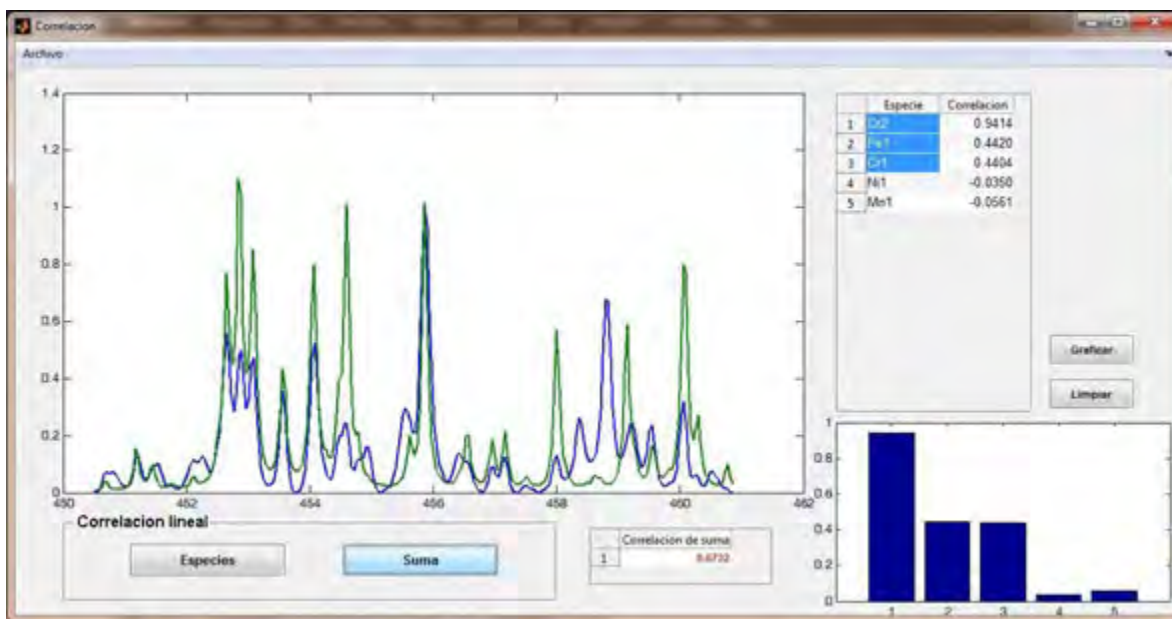 Correlacion
Archivo
1.4
1.2
1
0.8
0.6
0.4
0.2
0
450 452 454 456 458 460 462
Especie Correlacion
1 Cr2 0.9414
2 Fe1 0.4420
3 Cr1 0.4404
4 Ni1 -0.0350
5 Mn1 -0.0561
Graficar
Limpiar
Correlacion lineal
Especies Suma
Correlacion de suma
1 0.6732
1
0.8
0.6
0.4
0.2
0
1 2 3 4 5